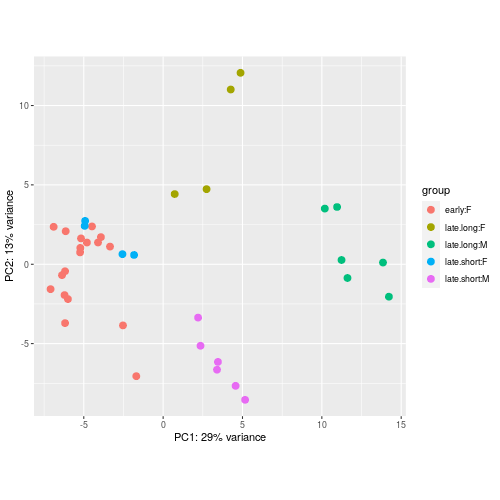 10
5
0
-5
-5
0
5
10
15
PC1: 29% variance
PC2: 13% variance
group
early:F
late.long:F
late.long:M
late.short:F
late.short:M